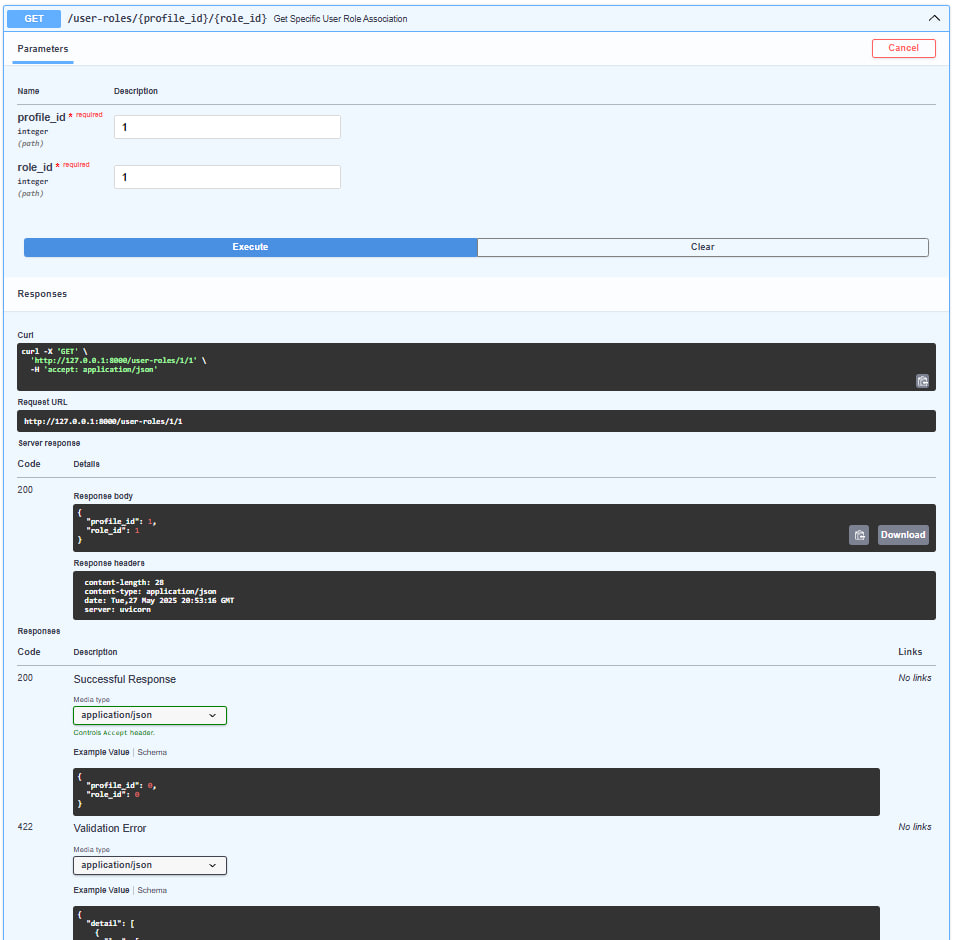 GET /user-roles/{profile_id}/{role_id} Get Specific User Role Association
Parameters
Cancel
Name Description
profile_id * required
integer
(path)
1
role_id * required
integer
(path)
1
Execute Clear
Responses
Curl
curl -X 'GET' \
'http://127.0.0.1:8000/user-roles/1/1' \
-H 'accept: application/json'
Request URL
http://127.0.0.1:8000/user-roles/1/1
Server response
Code Details
200
Response body
{
"profile_id": 1,
"role_id": 1
}
Download
Response headers
content-length: 28
content-type: application/json
date: Tue,27 May 2025 20:53:16 GMT
server: uvicorn
Responses
Code Description Links
200 Successful Response No links
Media type
application/json
Controls Accept header.
Example Value | Schema
{
"profile_id": 0,
"role_id": 0
}
422 Validation Error No links
Media type
application/json
Example Value | Schema
{
"detail": [
{